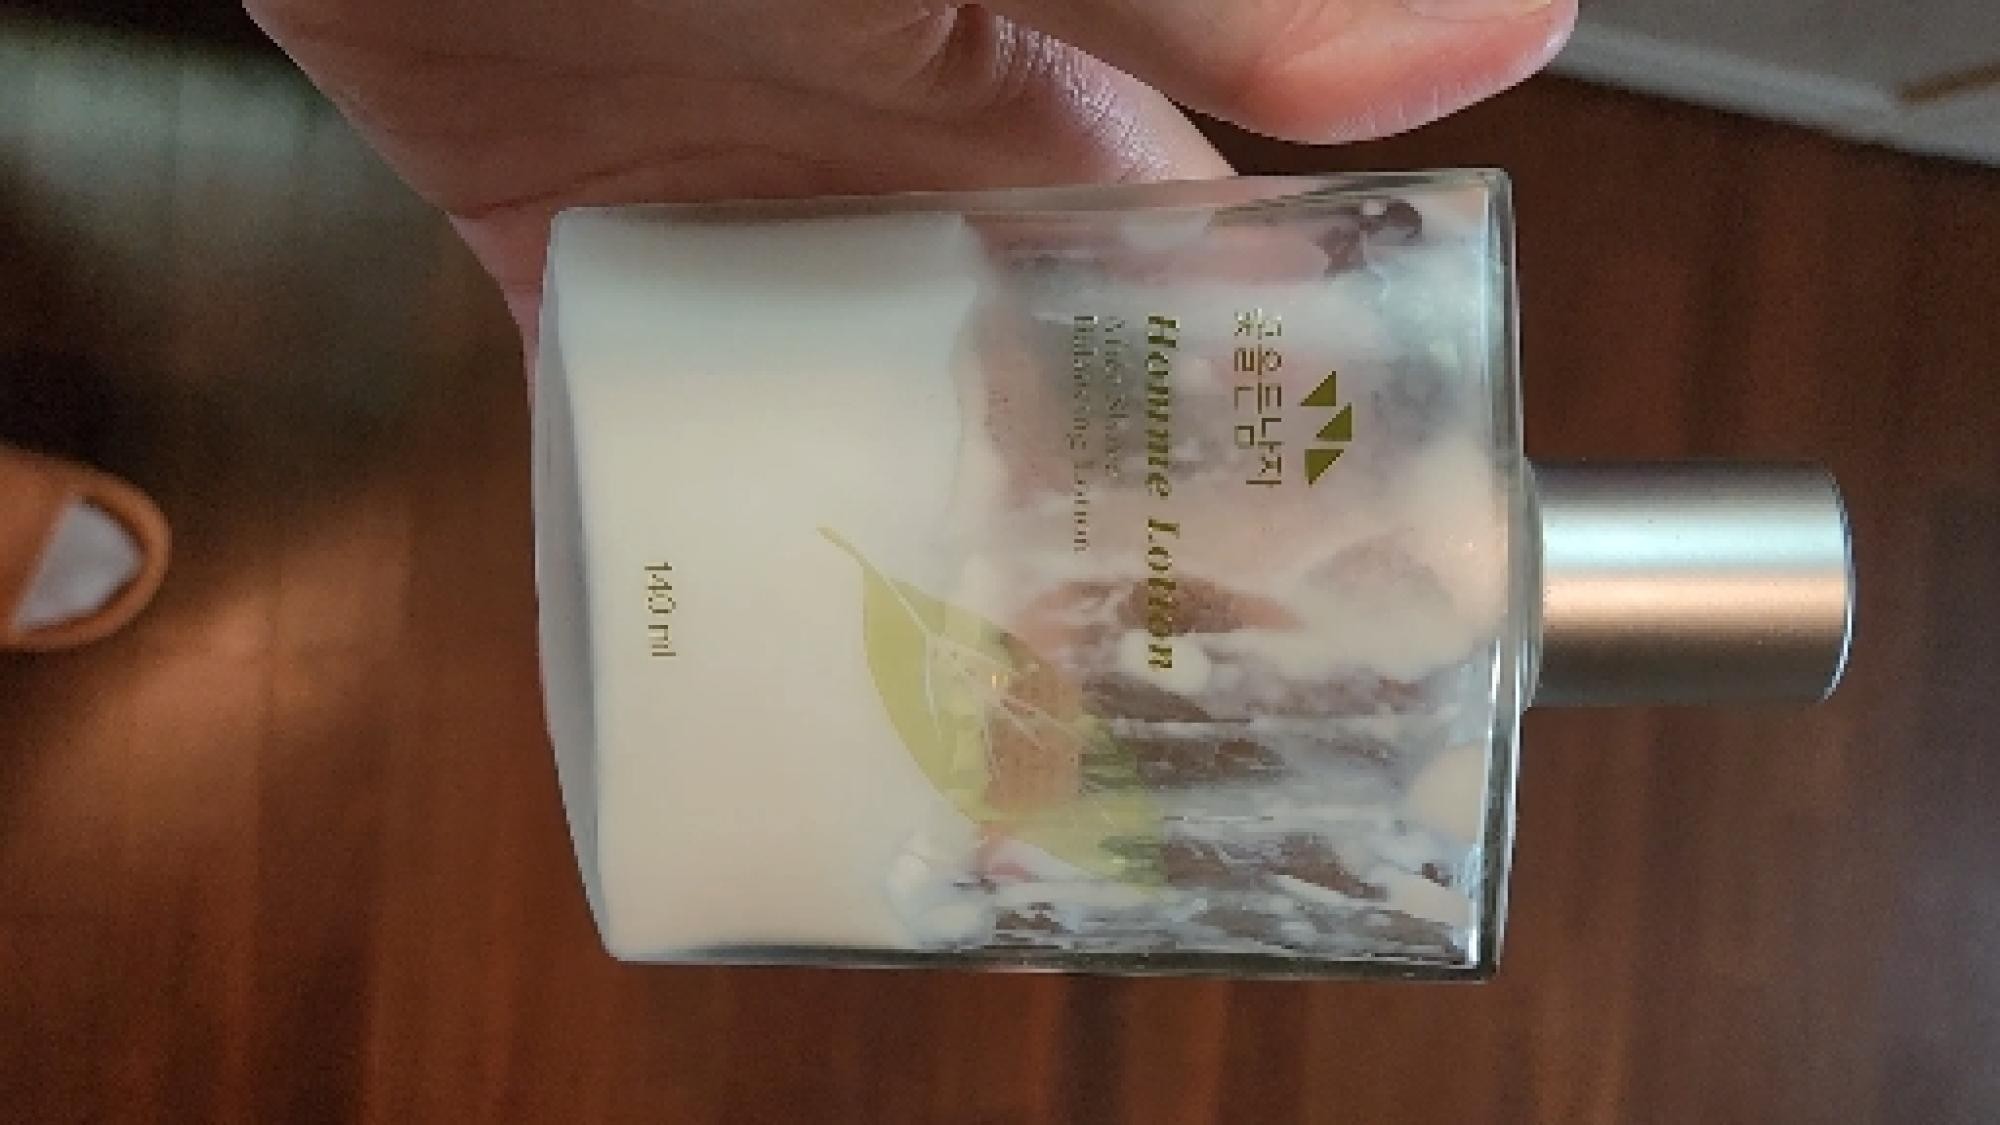 꽃을든남자
Homme Lotion
After Shave
Balancing Lotion
140 ml